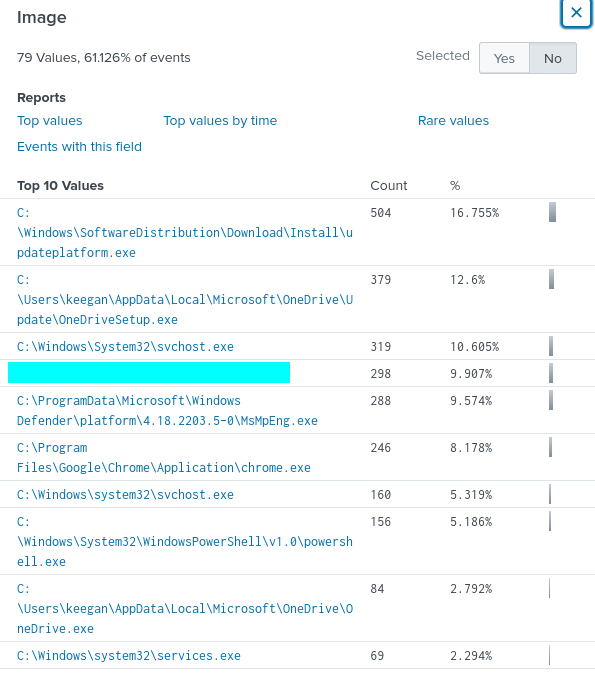 Image
79 Values, 61.126% of events
Selected Yes No
Reports
Top values Top values by time Rare values
Events with this field
Top 10 Values Count %
C: 504 16.755%
\Windows\SoftwareDistribution\Download\Install\u
pdateplatform.exe
C: 379 12.6%
\Users\keegan\AppData\Local\Microsoft\OneDrive\U
pdate\OneDriveSetup.exe
C:\Windows\System32\svchost.exe 319 10.605%
298 9.907%
C:\ProgramData\Microsoft\Windows 288 9.574%
Defender\platform\4.18.2203.5-0\MsMpEng.exe
C:\Program 246 8.178%
Files\Google\Chrome\Application\chrome.exe
C:\Windows\system32\svchost.exe 160 5.319%
C: 156 5.186%
\Windows\System32\WindowsPowerShell\v1.0\powersh
ell.exe
C: 84 2.792%
\Users\keegan\AppData\Local\Microsoft\OneDrive\O
neDrive.exe
C:\Windows\system32\services.exe 69 2.294%